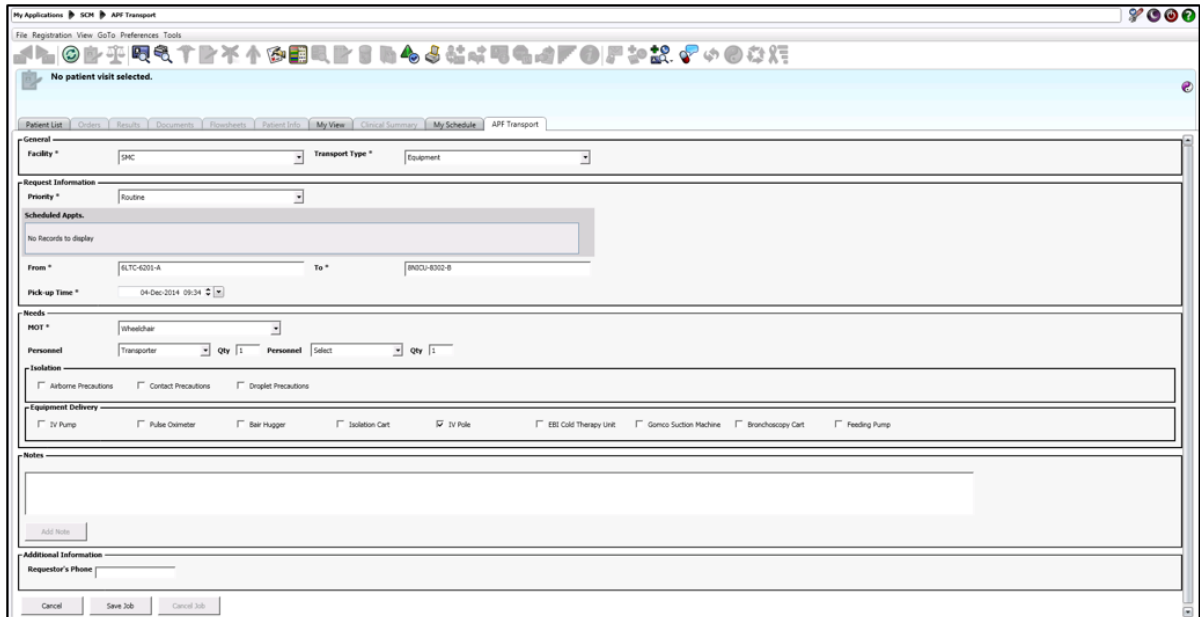 My Applications SCM APF Transport
File Registration View GoTo Preferences Tools
No patient visit selected.
Patient List Orders Results Documents Flowsheets Patient Info My View Clinical Summary My Schedule APF Transport
General
Facility * SMC Transport Type * Equipment
Request Information
Priority * Routine
Scheduled Appts.
No Records to display
From * 6LTC-6201-A To * 8NICU-8302-B
Pick-up Time * 04-Dec-2014 09:34
Needs
MOT * Wheelchair
Personnel Transporter Qty 1 Personnel Select Qty 1
Isolation
Airborne Precautions Contact Precautions Droplet Precautions
Equipment Delivery
IV Pump Pulse Oximeter Bair Hugger Isolation Cart IV Pole EBI Cold Therapy Unit Gomco Suction Machine Bronchoscopy Cart Feeding Pump
Notes
Add Note
Additional Information
Requestor's Phone
Cancel Save Job Cancel Job